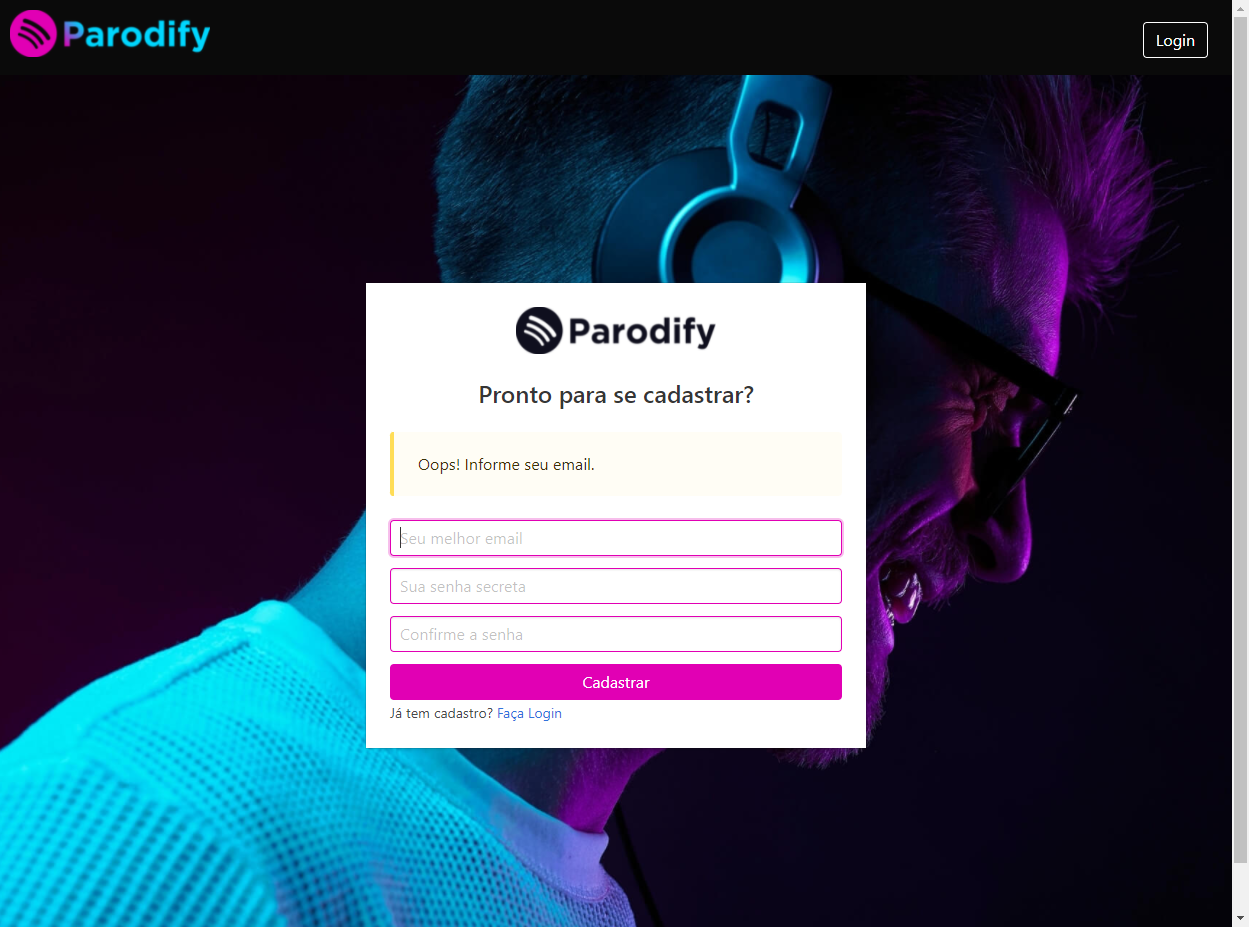 Parodify
Login
Parodify
Pronto para se cadastrar?
Oops! Informe seu email.
Seu melhor email
Sua senha secreta
Confirme a senha
Cadastrar
Já tem cadastro? Faça Login